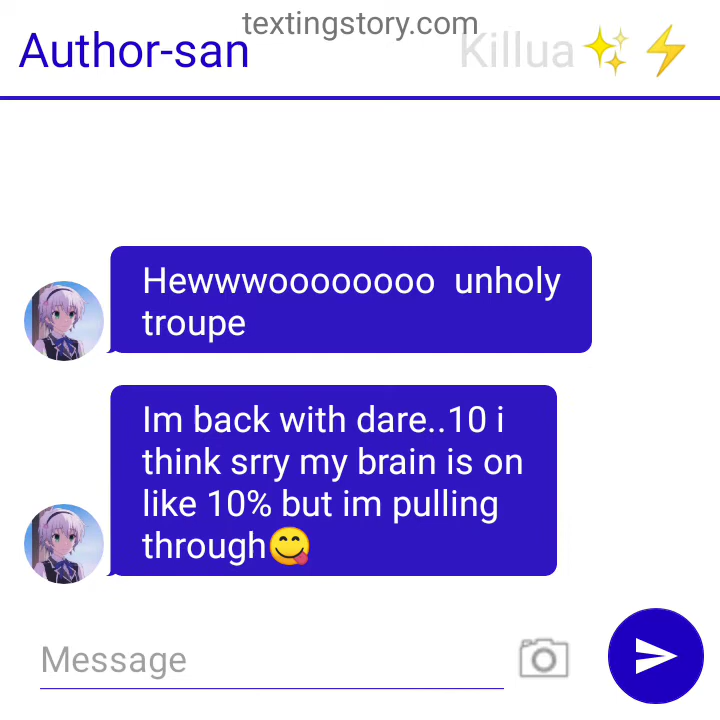 textingstory.com
Author-san Killua✨⚡
Hewwwoooooooo unholy
troupe
Im back with dare..10 i
think srry my brain is on
like 10% but im pulling
through😋
Message